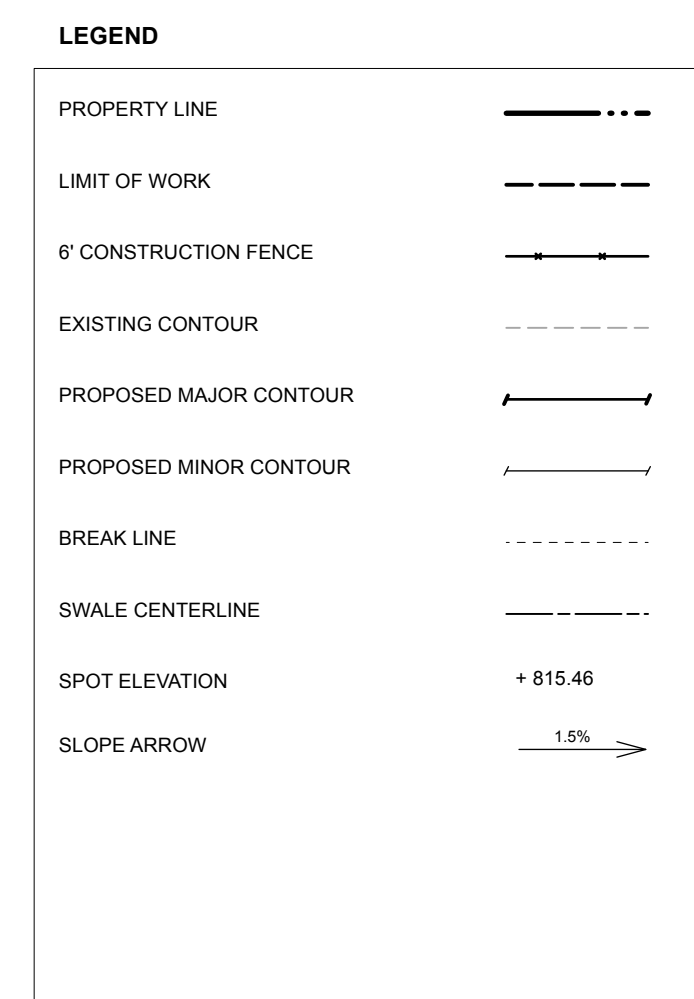 LEGEND
PROPERTY LINE
LIMIT OF WORK
6' CONSTRUCTION FENCE
EXISTING CONTOUR
PROPOSED MAJOR CONTOUR
PROPOSED MINOR CONTOUR
BREAK LINE
SWALE CENTERLINE
SPOT ELEVATION + 815.46
SLOPE ARROW 1.5%